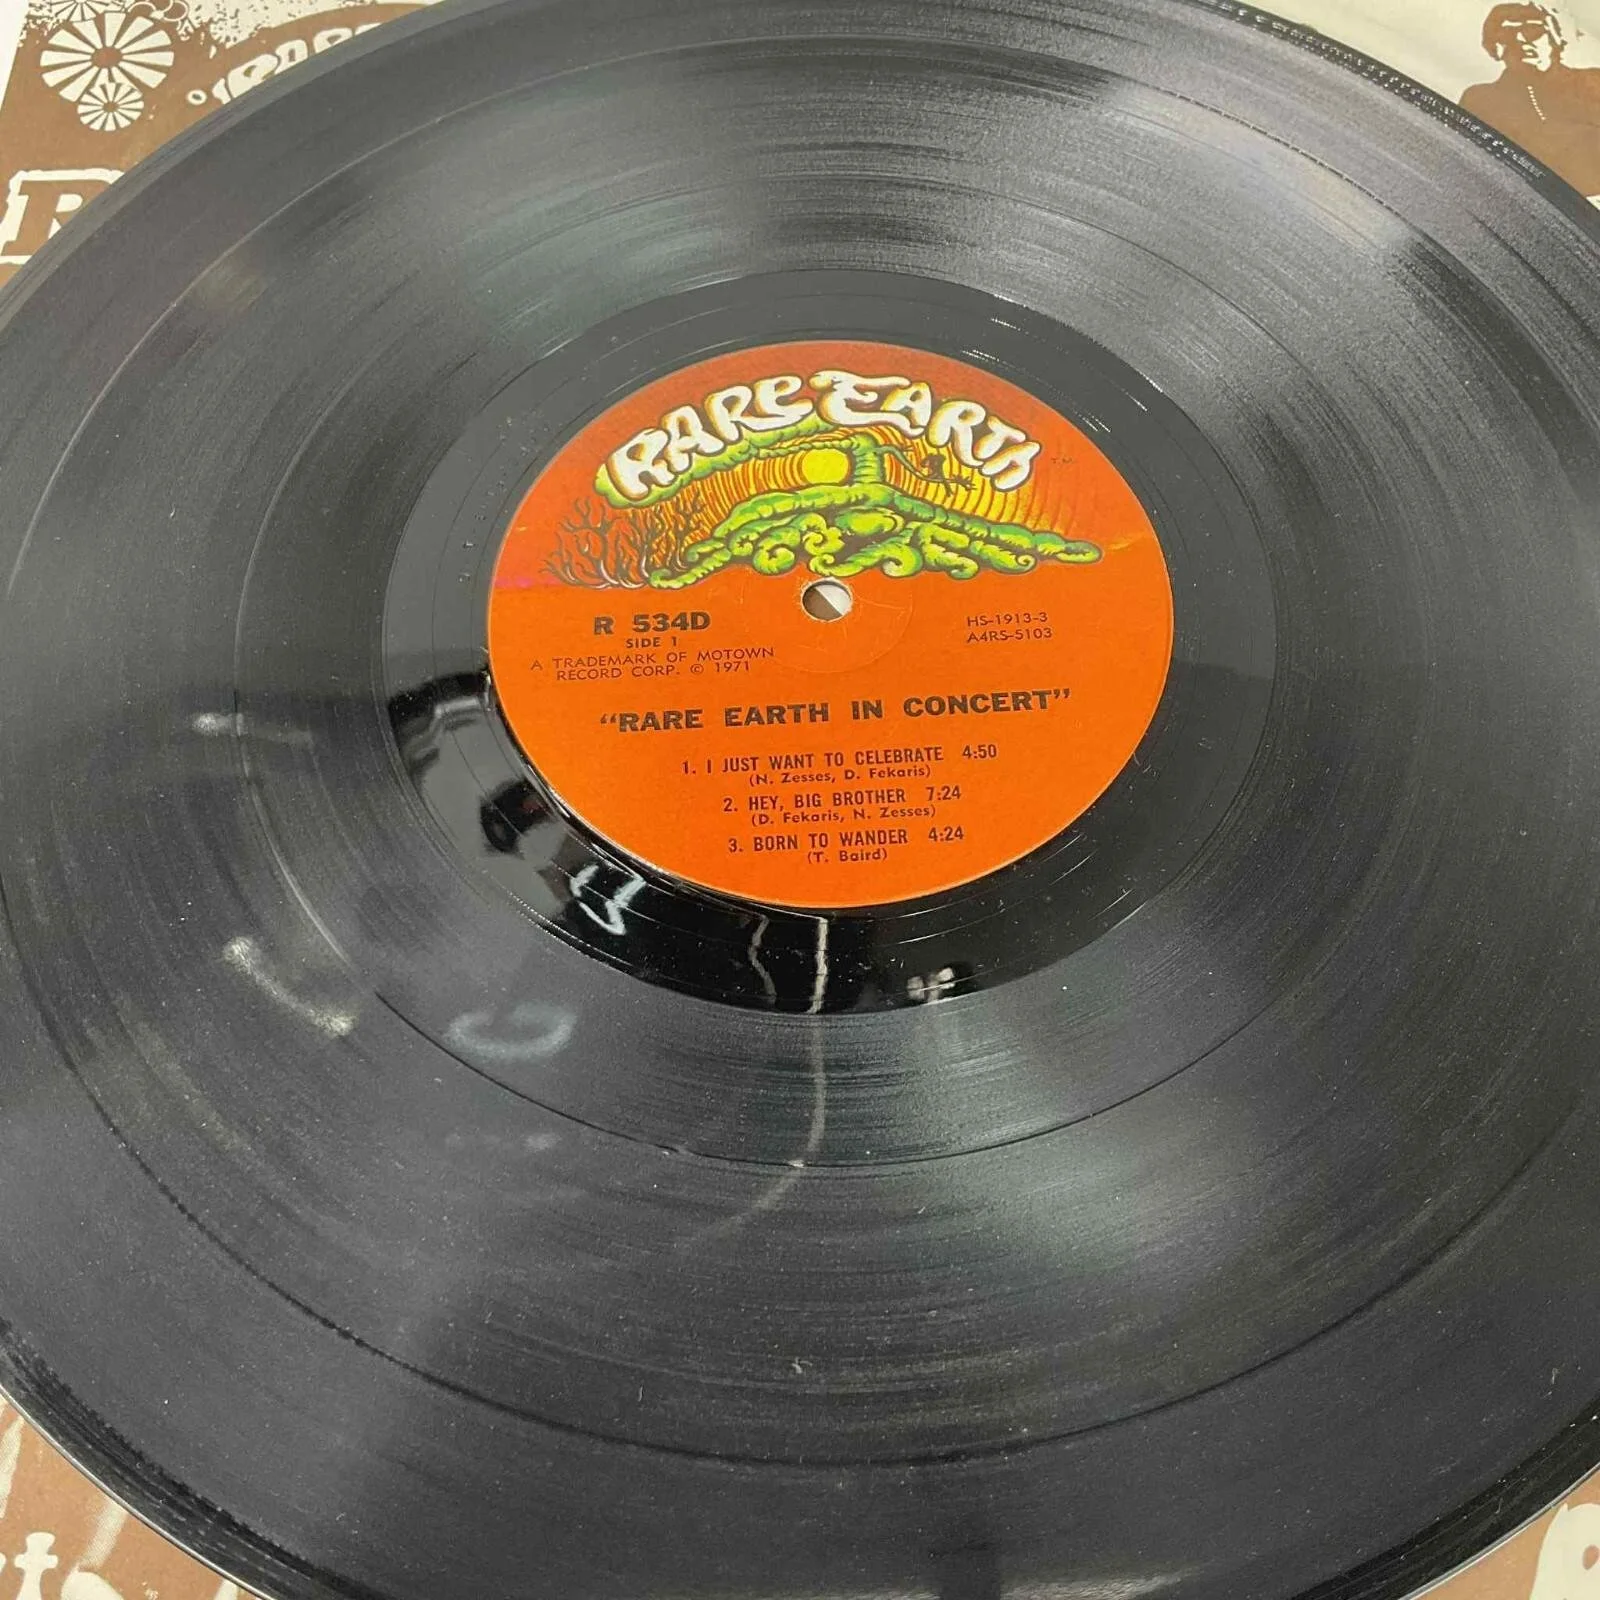 RARE EARTH
TM
R 534D
SIDE 1
A TRADEMARK OF MOTOWN
RECORD CORP. © 1971
HS-1913-3
A4RS-5103
“RARE EARTH IN CONCERT”
1. I JUST WANT TO CELEBRATE 4:50
(N. Zesses, D. Fekaris)
2. HEY, BIG BROTHER 7:24
(D. Fekaris, N. Zesses)
3. BORN TO WANDER 4:24
(T. Baird)